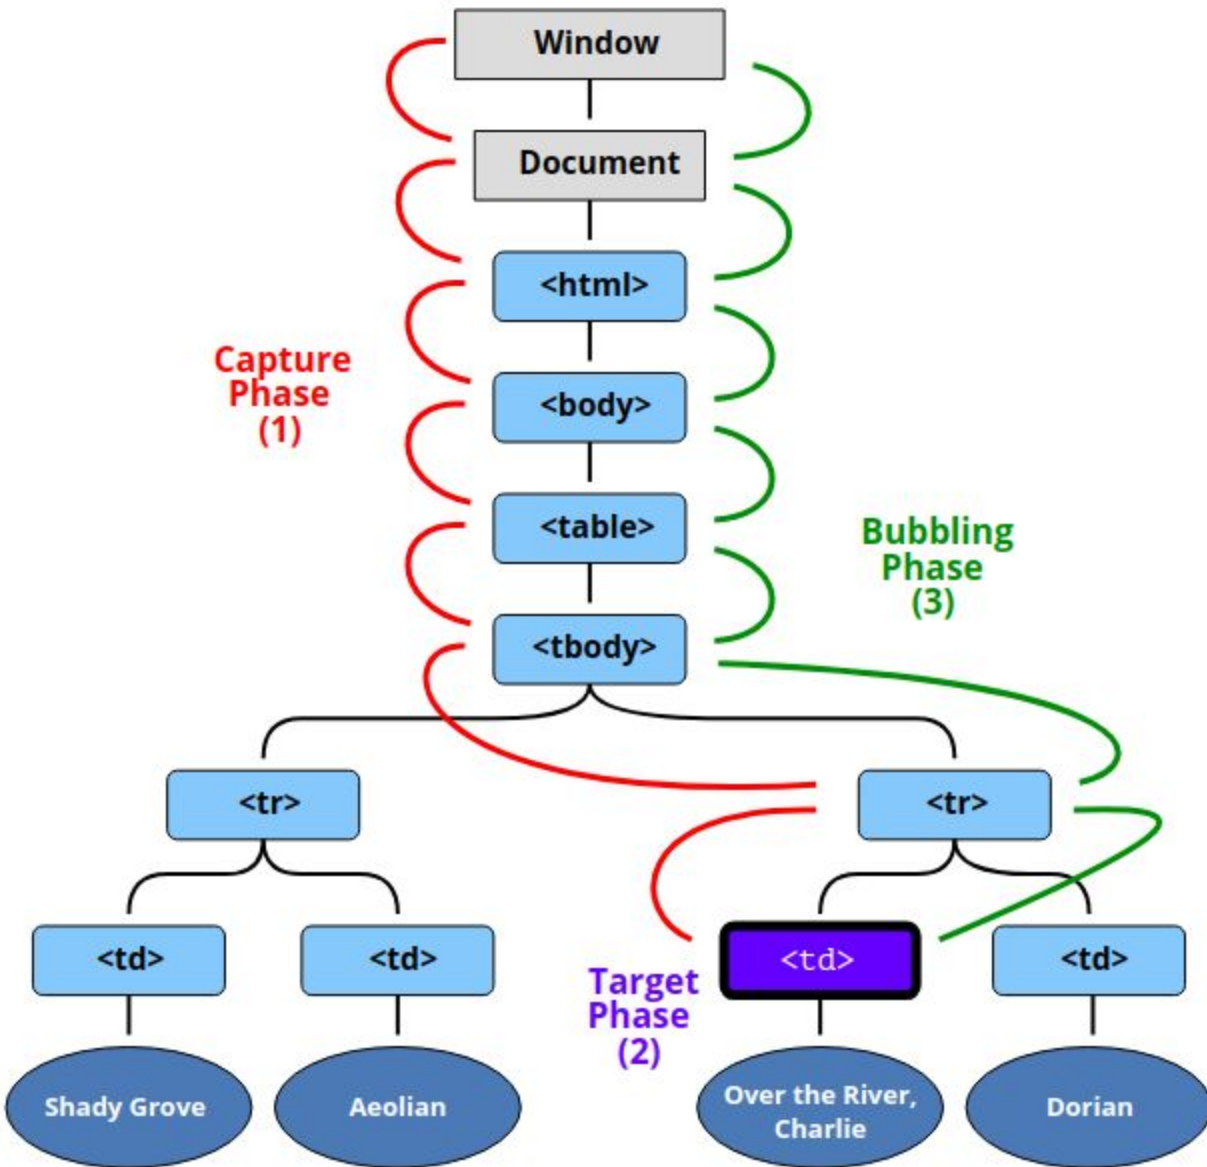 Window
Document
<html>
<body>
<table>
<tbody>
Capture
Phase
(1)
Bubbling
Phase
(3)
<tr>
<tr>
<td>
<td>
<td>
<td>
Target
Phase
(2)
Shady Grove
Aeolian
Over the River,
Charlie
Dorian